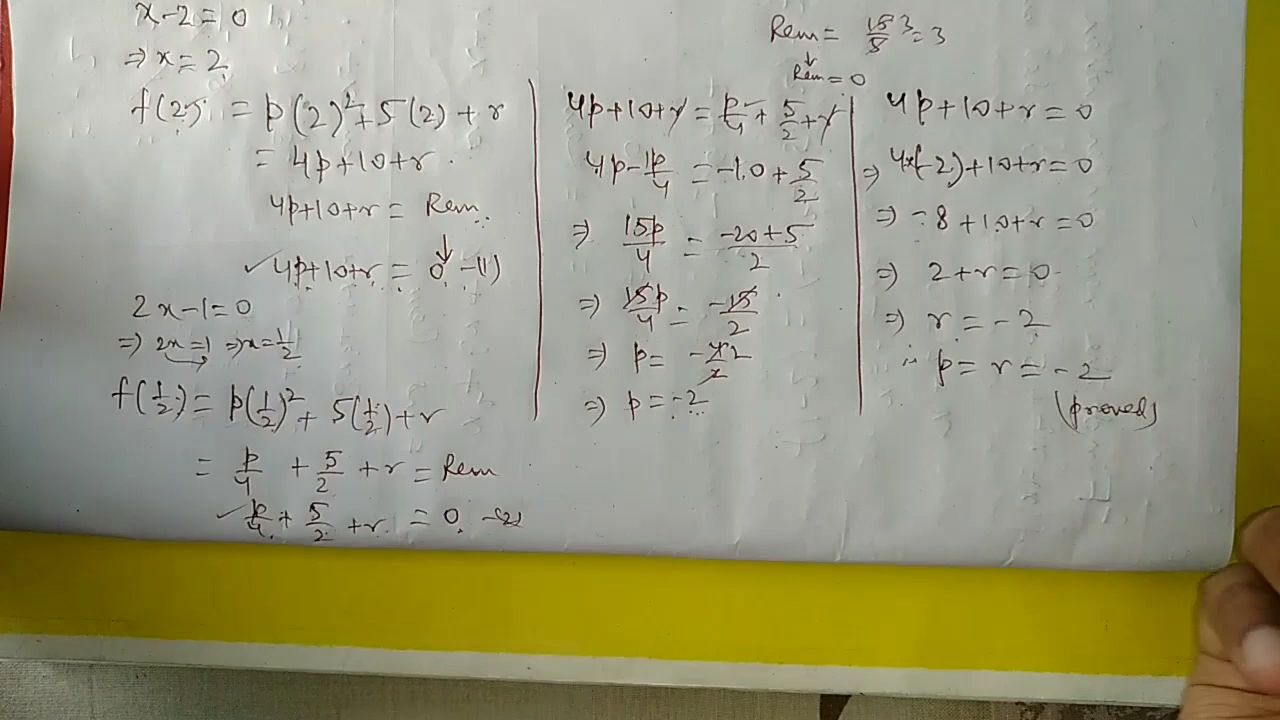 x-2=0
⇒ x=2
f(2) = p(2)²+5(2)+r
= 4p+10+r.
4p+10+r = Rem.
↓
✓4p+10+r = 0 -(1)
2x-1=0
⇒ 2x=1 ⇒x=1/2
f(1/2) = p(1/2)²+5(1/2)+r
= p/4 + 5/2 +r = Rem
✓p/4 + 5/2 +r = 0 -(2)
4p+10+r = p/4 + 5/2 +r
4p-p/4 = -10+5/2
⇒ 15p/4 = (-20+5)/2
⇒ 15p/4 = -15/2
⇒ p= -4/2 2
⇒ p=-2
Rem = 15/5 3=3
↓
Rem=0
4p+10+r=0
⇒ 4×(-2)+10+r=0
⇒ -8+10+r=0
⇒ 2+r=0
⇒ r=-2
∴ p=r=-2
(proved)